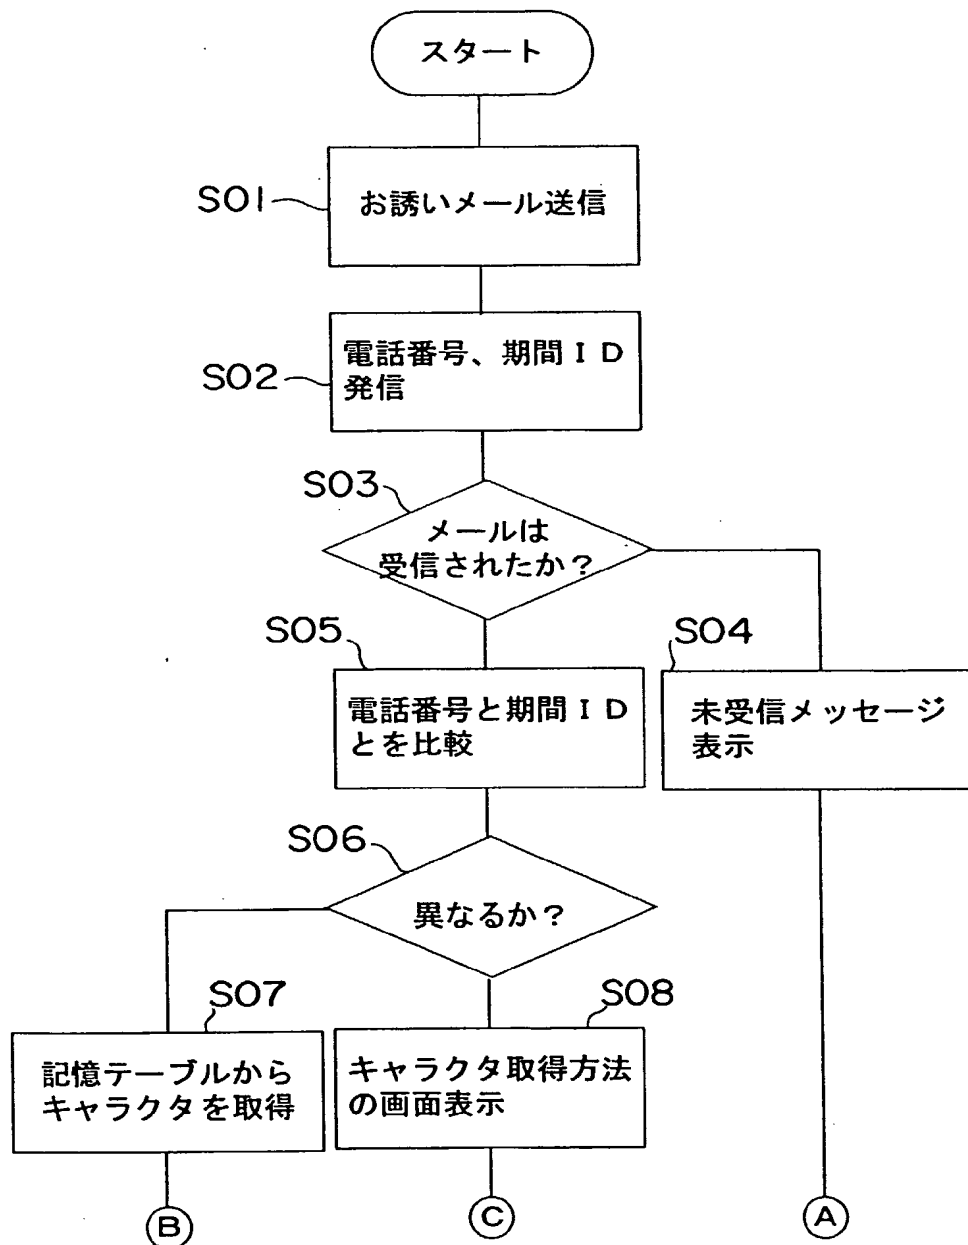 スタート
S01
お誘いメール送信
S02
電話番号、期間ID
発信
S03
メールは
受信されたか?
S05
電話番号と期間ID
とを比較
S04
未受信メッセージ
表示
S06
異なるか?
S07
記憶テーブルから
キャラクタを取得
S08
キャラクタ取得方法
の画面表示
B
C
A